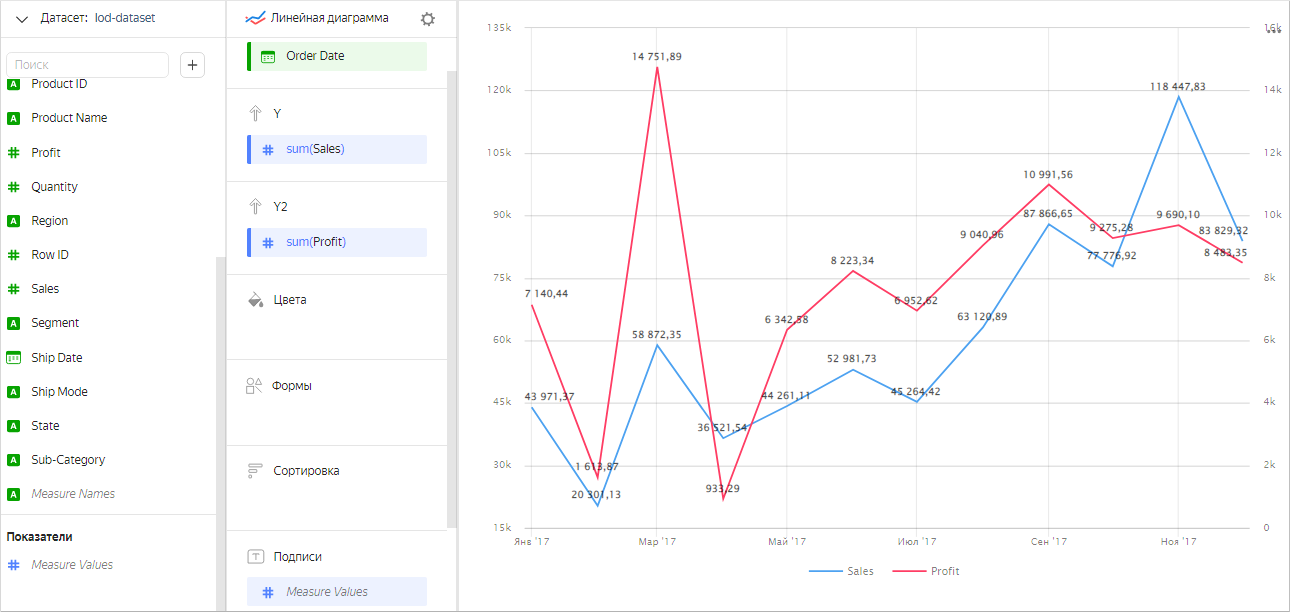 Датасет: lod-dataset
Поиск
Product ID
Product Name
Profit
Quantity
Region
Row ID
Sales
Segment
Ship Date
Ship Mode
State
Sub-Category
Measure Names
Показатели
Measure Values
Линейная диаграмма
Order Date
Y
sum(Sales)
Y2
sum(Profit)
Цвета
Формы
Сортировка
Подписи
Measure Values
135k
120k
105k
90k
75k
60k
45k
30k
15k
16k
14k
12k
10k
8k
6k
4k
2k
0
7 140,44
43 971,37
1 613,87
20 301,13
14 751,89
58 872,35
36 521,54
933,29
6 342,58
44 261,11
8 223,34
52 981,73
6 952,62
45 264,42
9 040,96
63 120,89
10 991,56
87 866,65
9 275,28
77 776,92
118 447,83
9 690,10
83 829,32
8 483,35
Янв '17
Мар '17
Май '17
Июл '17
Сен '17
Ноя '17
Sales
Profit